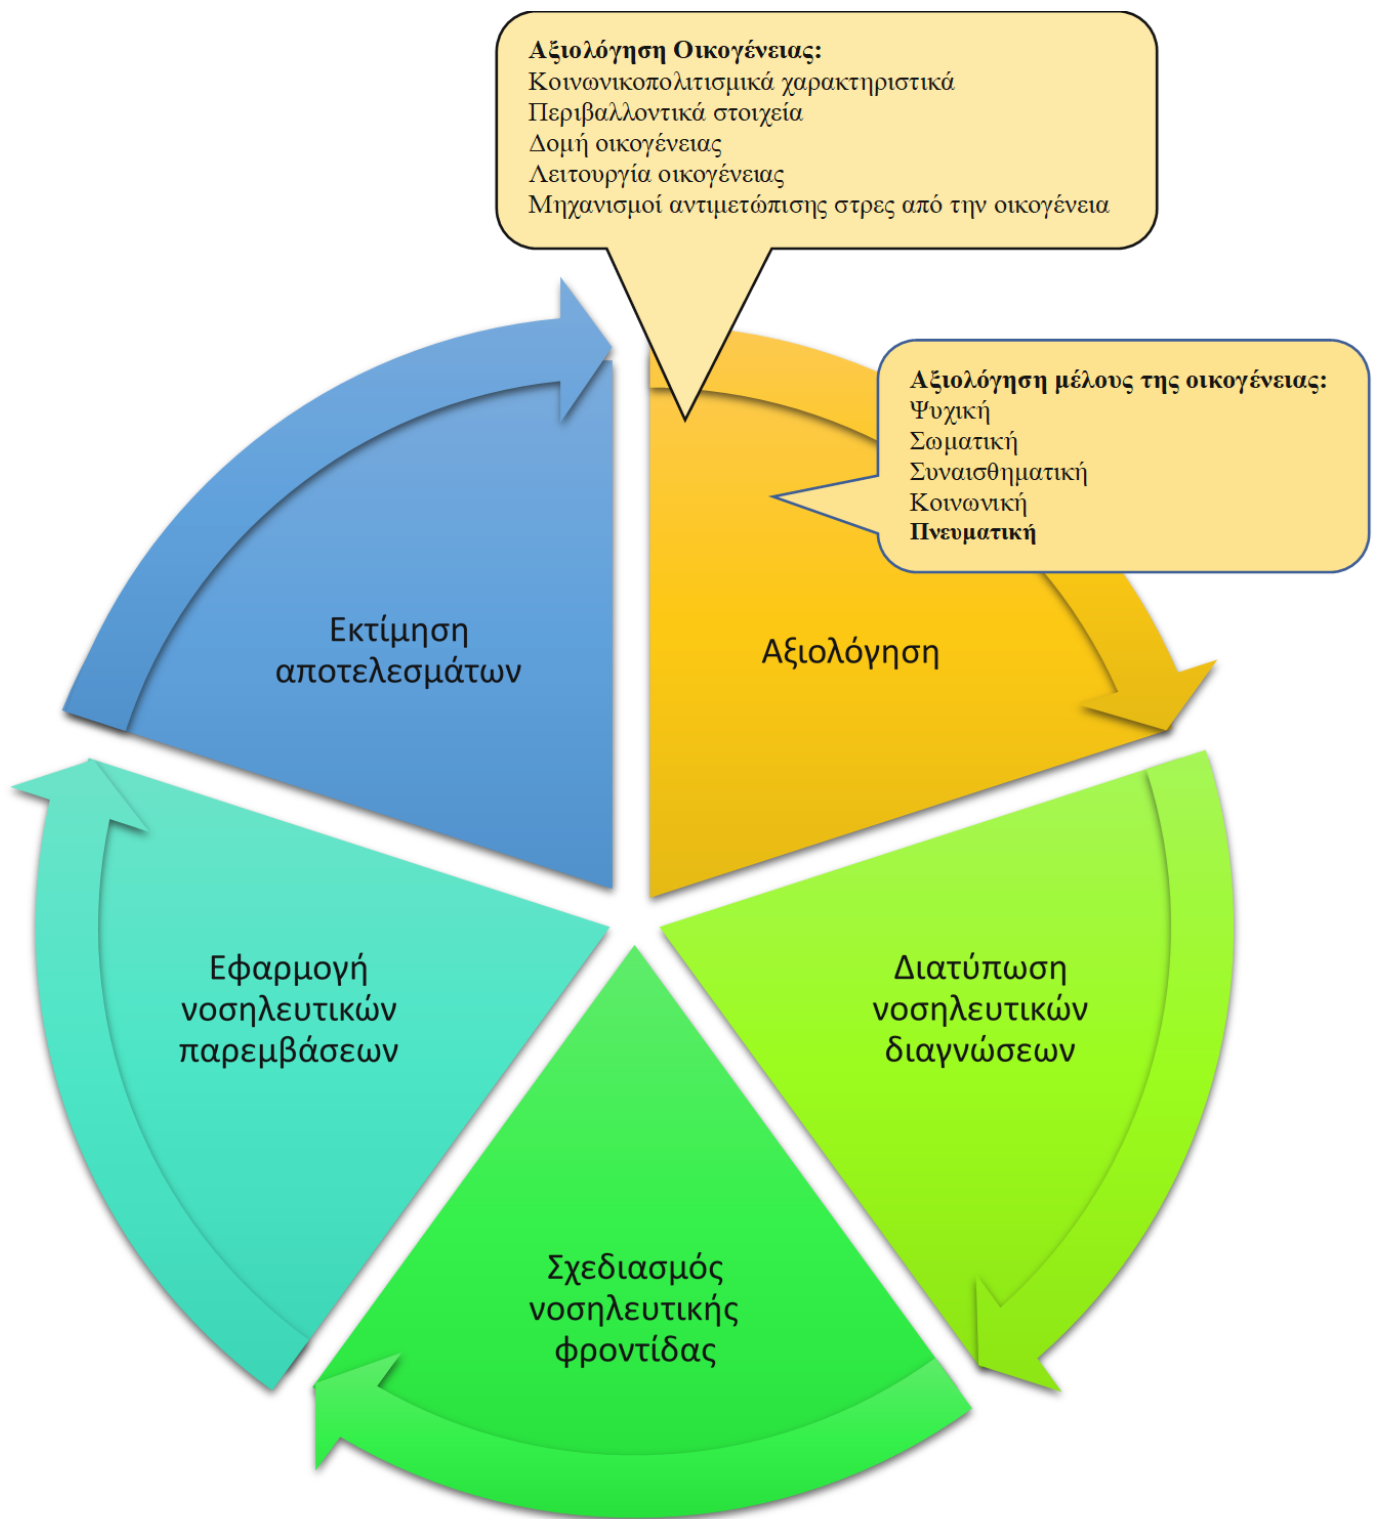 Αξιολόγηση Οικογένειας:
Κοινωνικοπολιτισμικά χαρακτηριστικά
Περιβαλλοντικά στοιχεία
Δομή οικογένειας
Λειτουργία οικογένειας
Μηχανισμοί αντιμετώπισης στρες από την οικογένεια
Αξιολόγηση μέλους της οικογένειας:
Ψυχική
Σωματική
Συναισθηματική
Κοινωνική
Πνευματική
Αξιολόγηση
Διατύπωση
νοσηλευτικών
διαγνώσεων
Σχεδιασμός
νοσηλευτικής
φροντίδας
Εφαρμογή
νοσηλευτικών
παρεμβάσεων
Εκτίμηση
αποτελεσμάτων